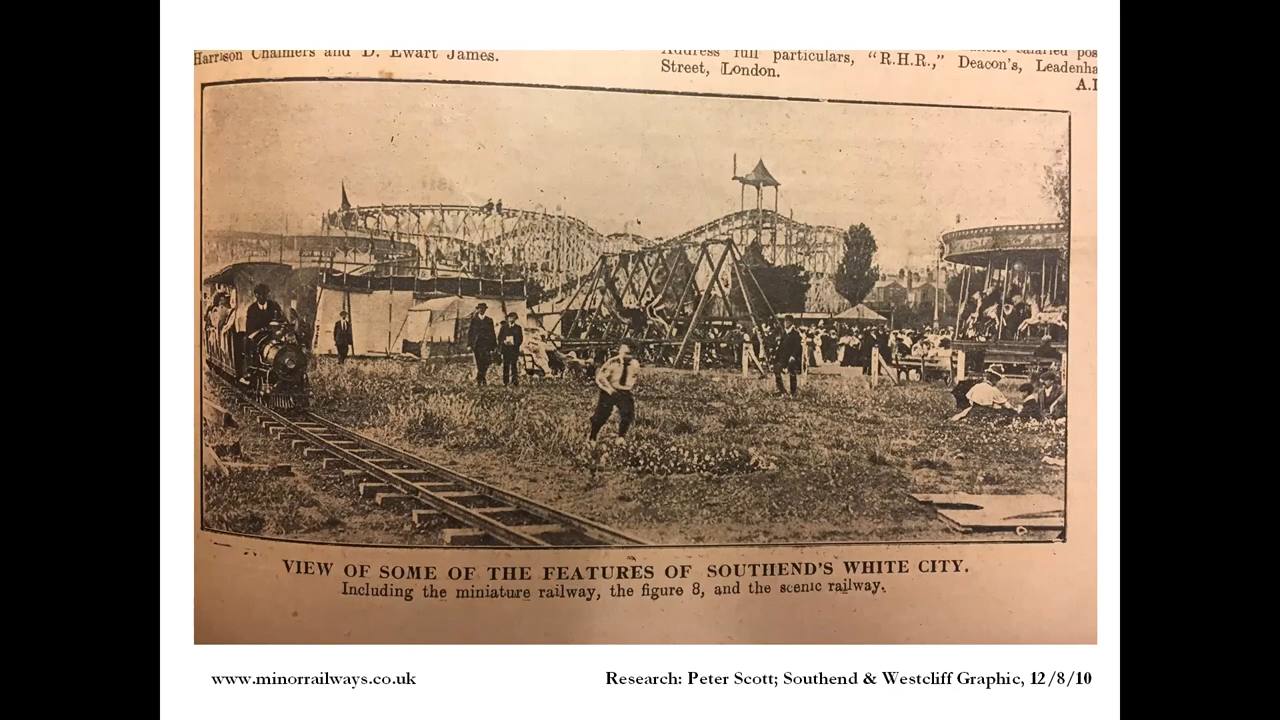 Harrison Chalmers and D. Ewart James.
Address full particulars, "R.H.R.," Deacon's, Leadenha
Street, London.
VIEW OF SOME OF THE FEATURES OF SOUTHEND'S WHITE CITY.
Including the miniature railway, the figure 8, and the scenic railway.
www.minorrailways.co.uk
Research: Peter Scott; Southend & Westcliff Graphic, 12/8/10